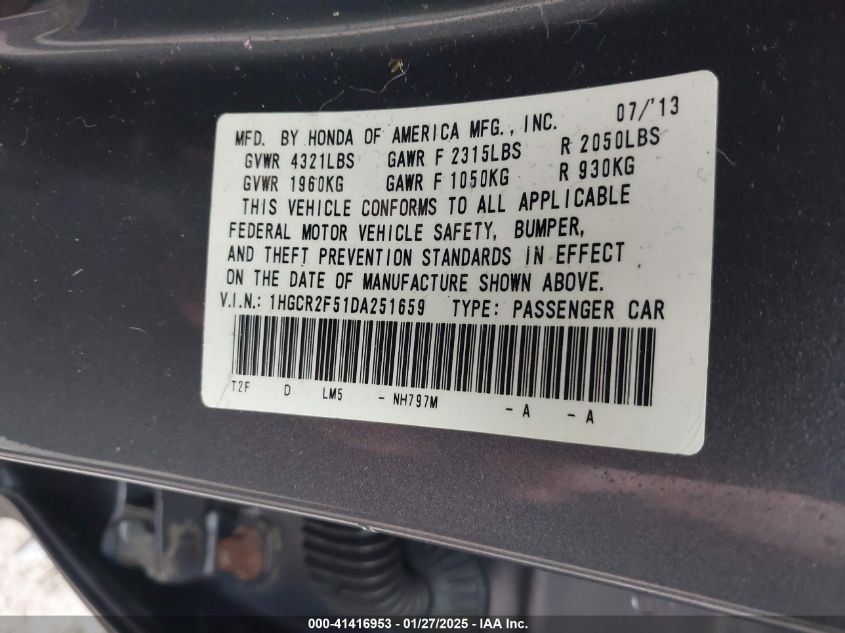 07/'13
MFD. BY HONDA OF AMERICA MFG., INC.
GVWR 4321LBS GAWR F 2315LBS R 2050LBS
GVWR 1960KG GAWR F 1050KG R 930KG
THIS VEHICLE CONFORMS TO ALL APPLICABLE
FEDERAL MOTOR VEHICLE SAFETY, BUMPER,
AND THEFT PREVENTION STANDARDS IN EFFECT
ON THE DATE OF MANUFACTURE SHOWN ABOVE.
V.I.N.: 1HGCR2F51DA251659 TYPE: PASSENGER CAR
T2F D LM5 - NH797M - A - A
000-41416953 - 01/27/2025 - IAA Inc.